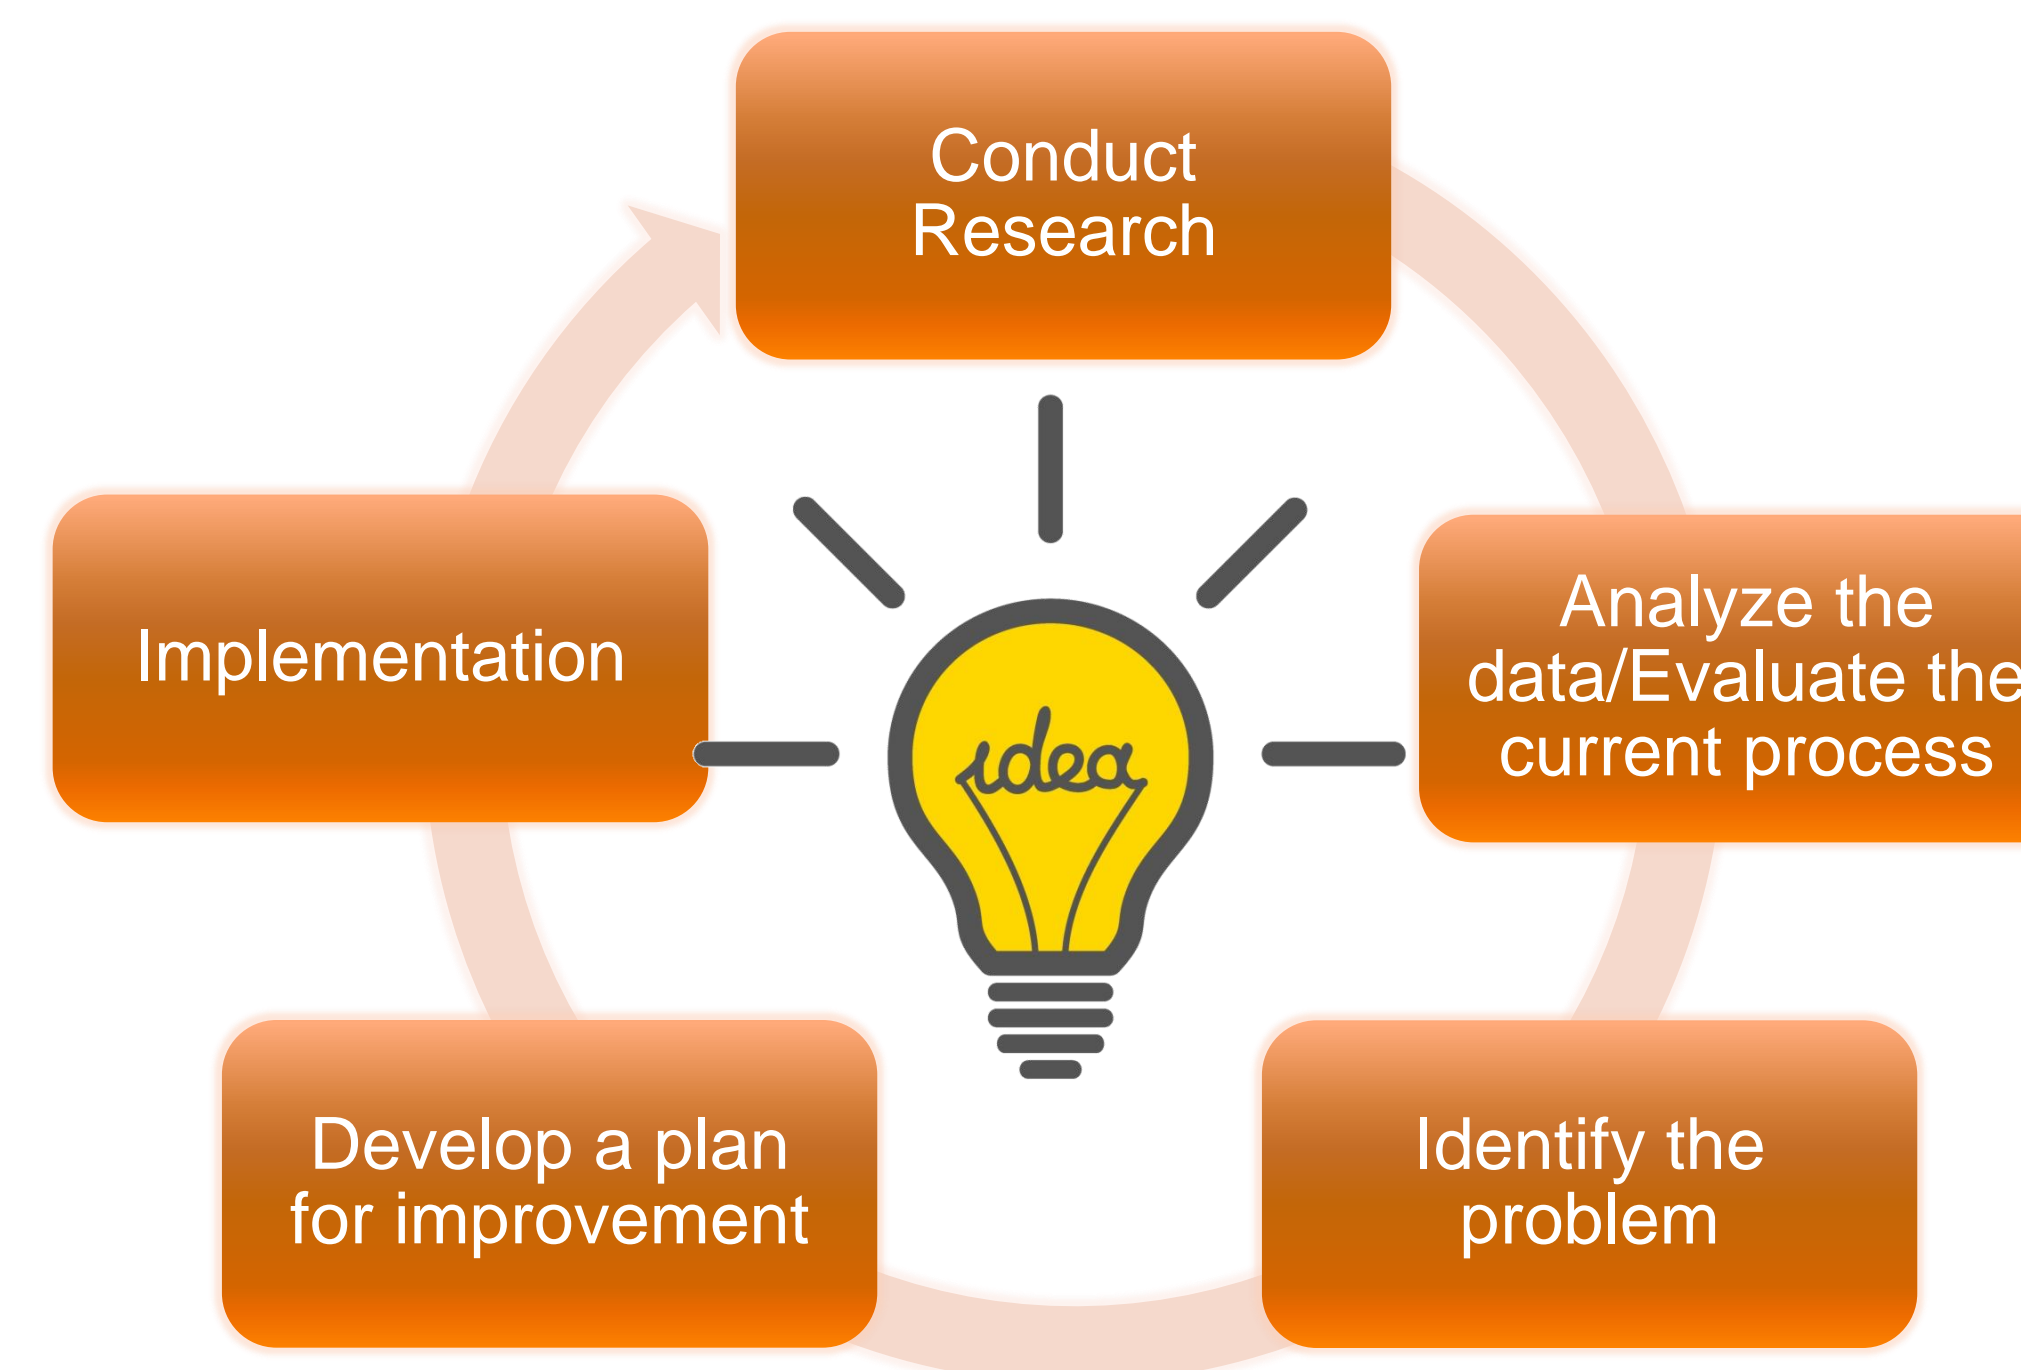 Conduct
Research
Analyze the
data/Evaluate the
current process
Identify the
problem
Develop a plan
for improvement
Implementation
idea